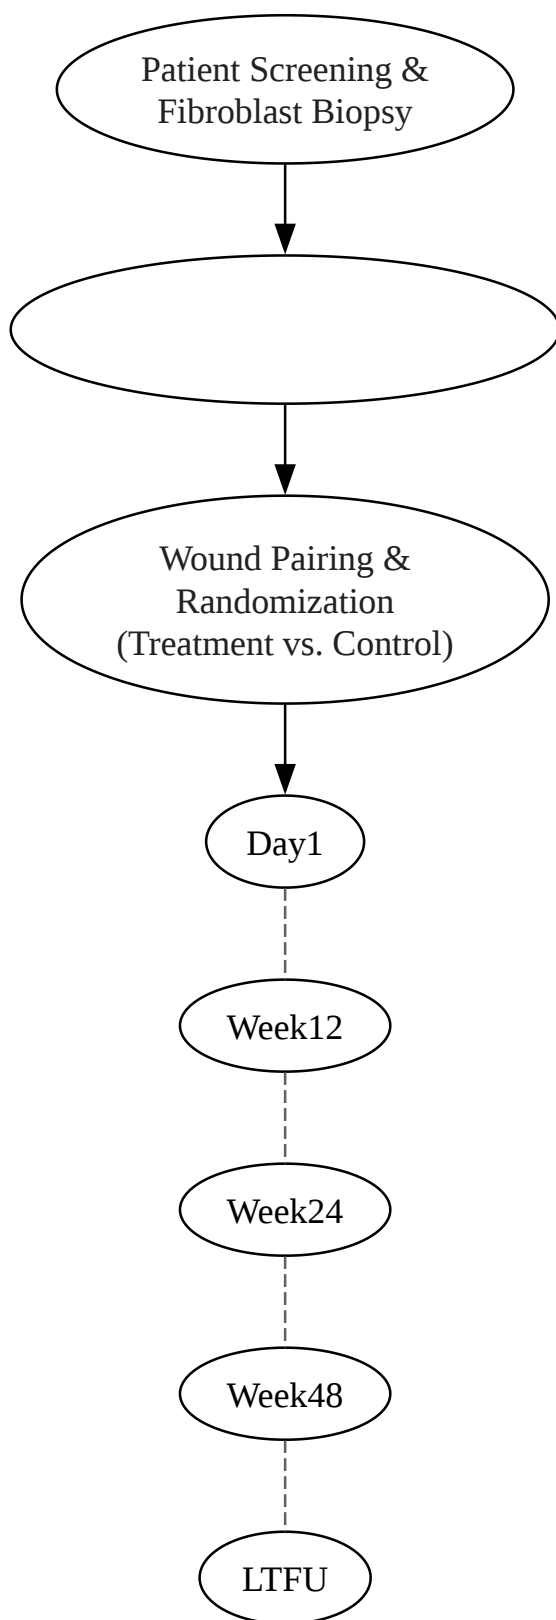 Patient Screening &
Fibroblast Biopsy
Wound Pairing &
Randomization
(Treatment vs. Control)
Day1
Week12
Week24
Week48
LTFU